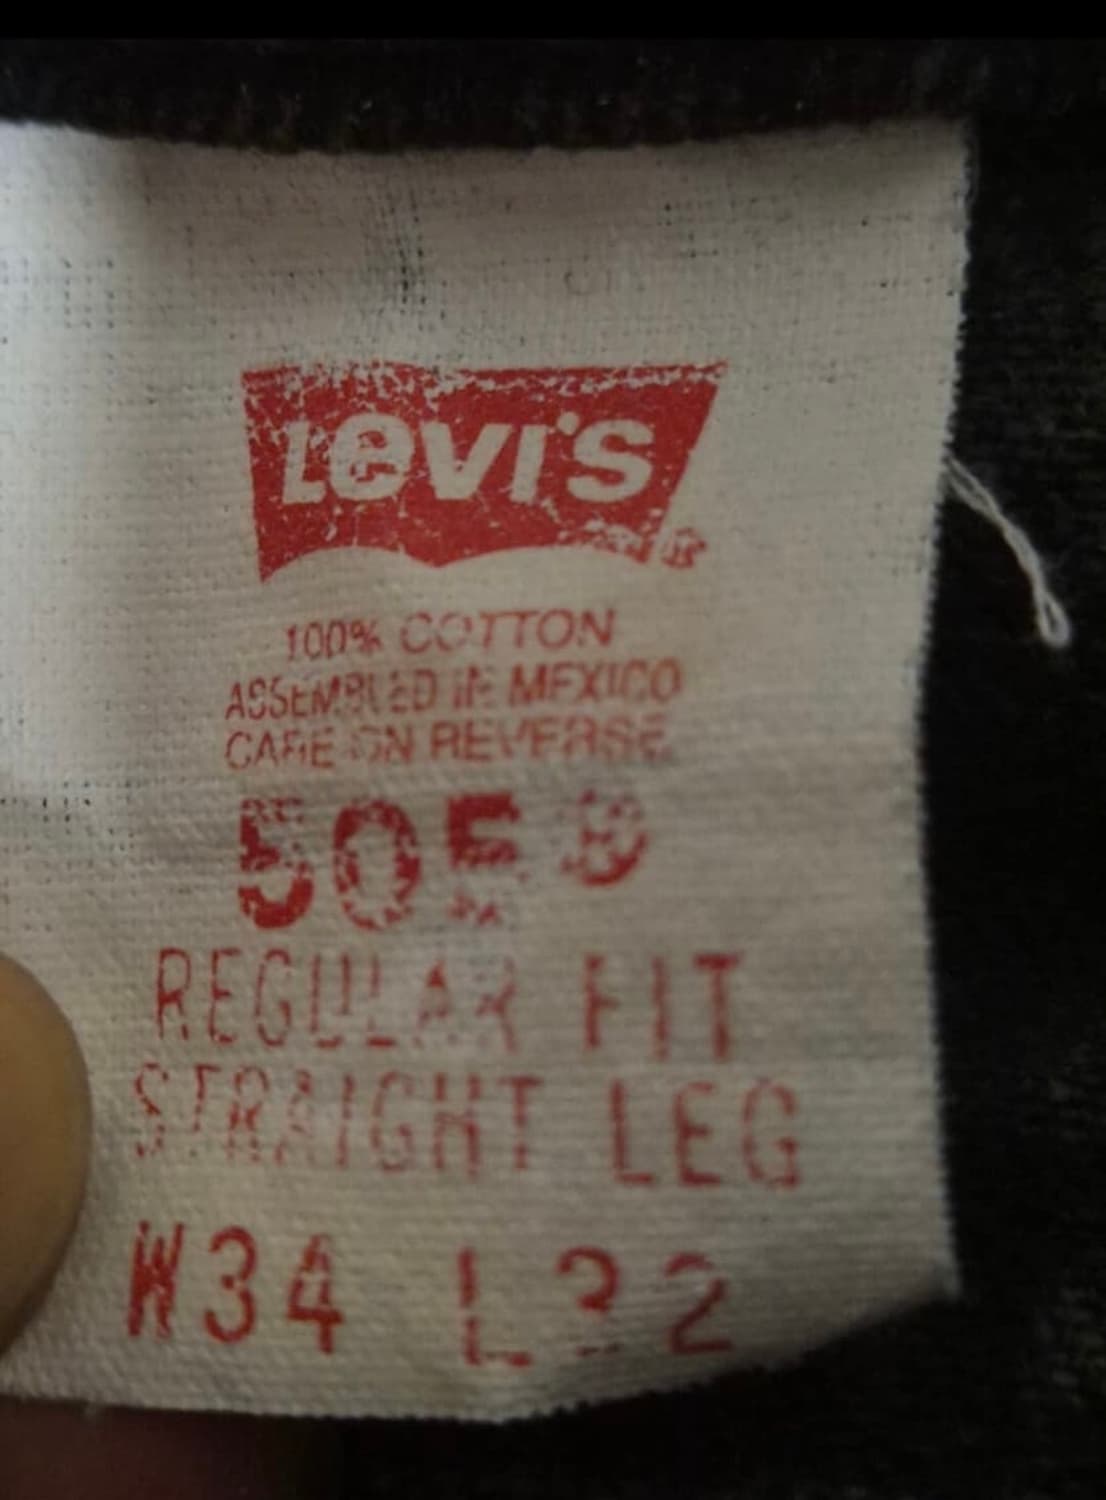 Levi's®
100% COTTON
ASSEMBLED IN MEXICO
CARE ON REVERSE
505®
REGULAR FIT
STRAIGHT LEG
W34 L32